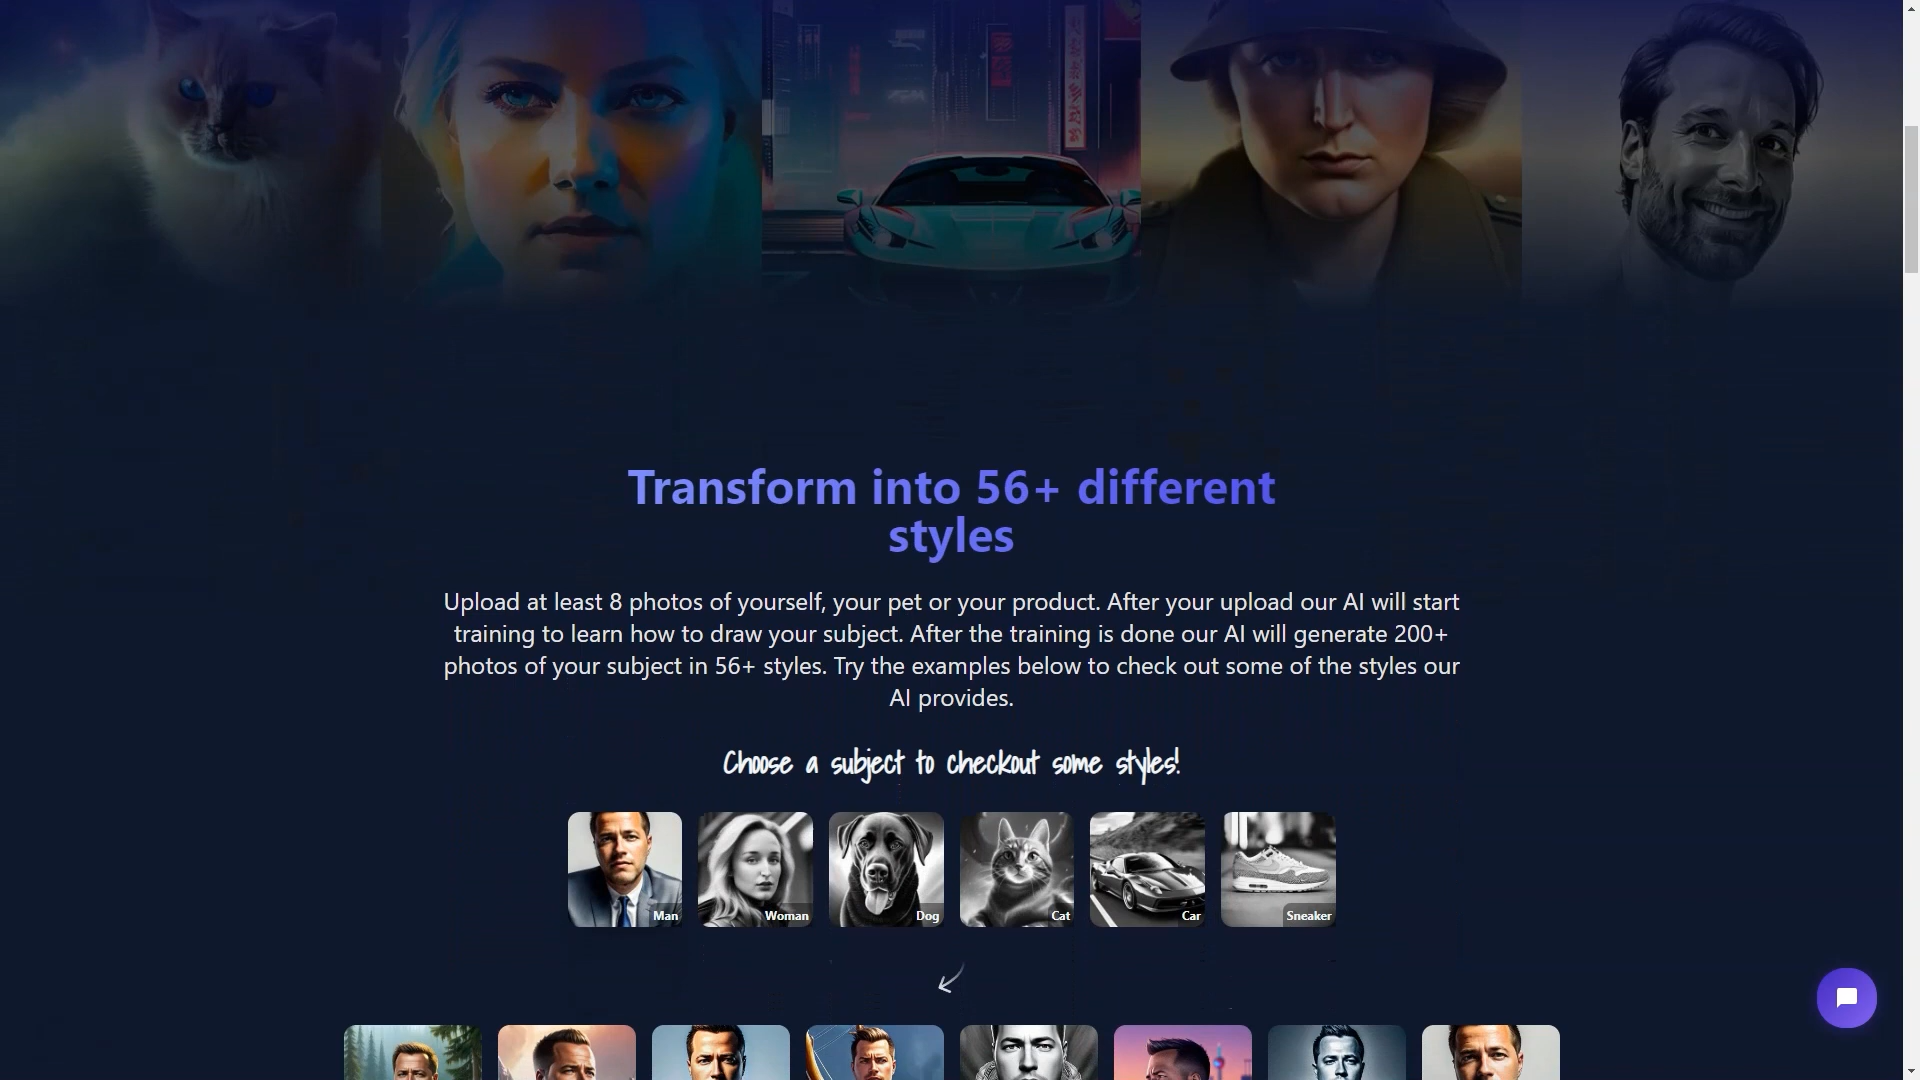 Transform into 56+ different
styles
Upload at least 8 photos of yourself, your pet or your product. After your upload our AI will start
training to learn how to draw your subject. After the training is done our AI will generate 200+
photos of your subject in 56+ styles. Try the examples below to check out some of the styles our
AI provides.
Choose a subject to checkout some styles!
Man
Woman
Dog
Cat
Car
Sneaker